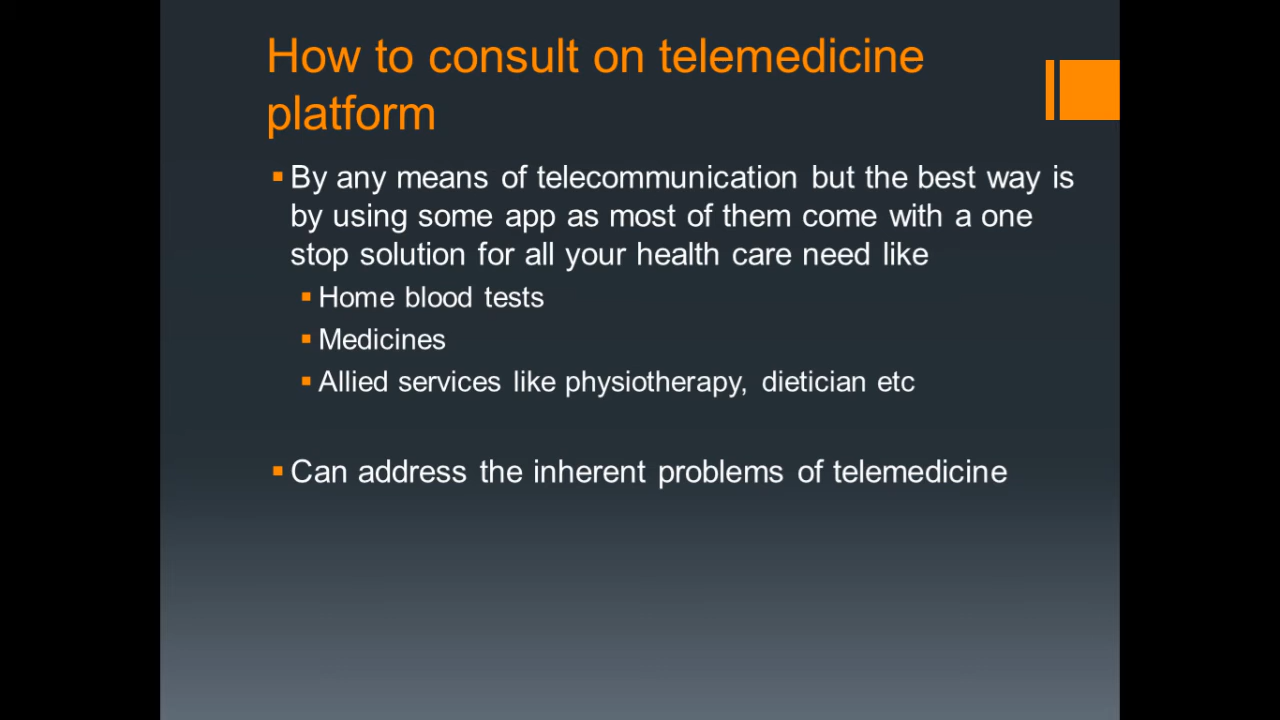 How to consult on telemedicine
platform
By any means of telecommunication but the best way is
by using some app as most of them come with a one
stop solution for all your health care need like
Home blood tests
Medicines
Allied services like physiotherapy, dietician etc
Can address the inherent problems of telemedicine